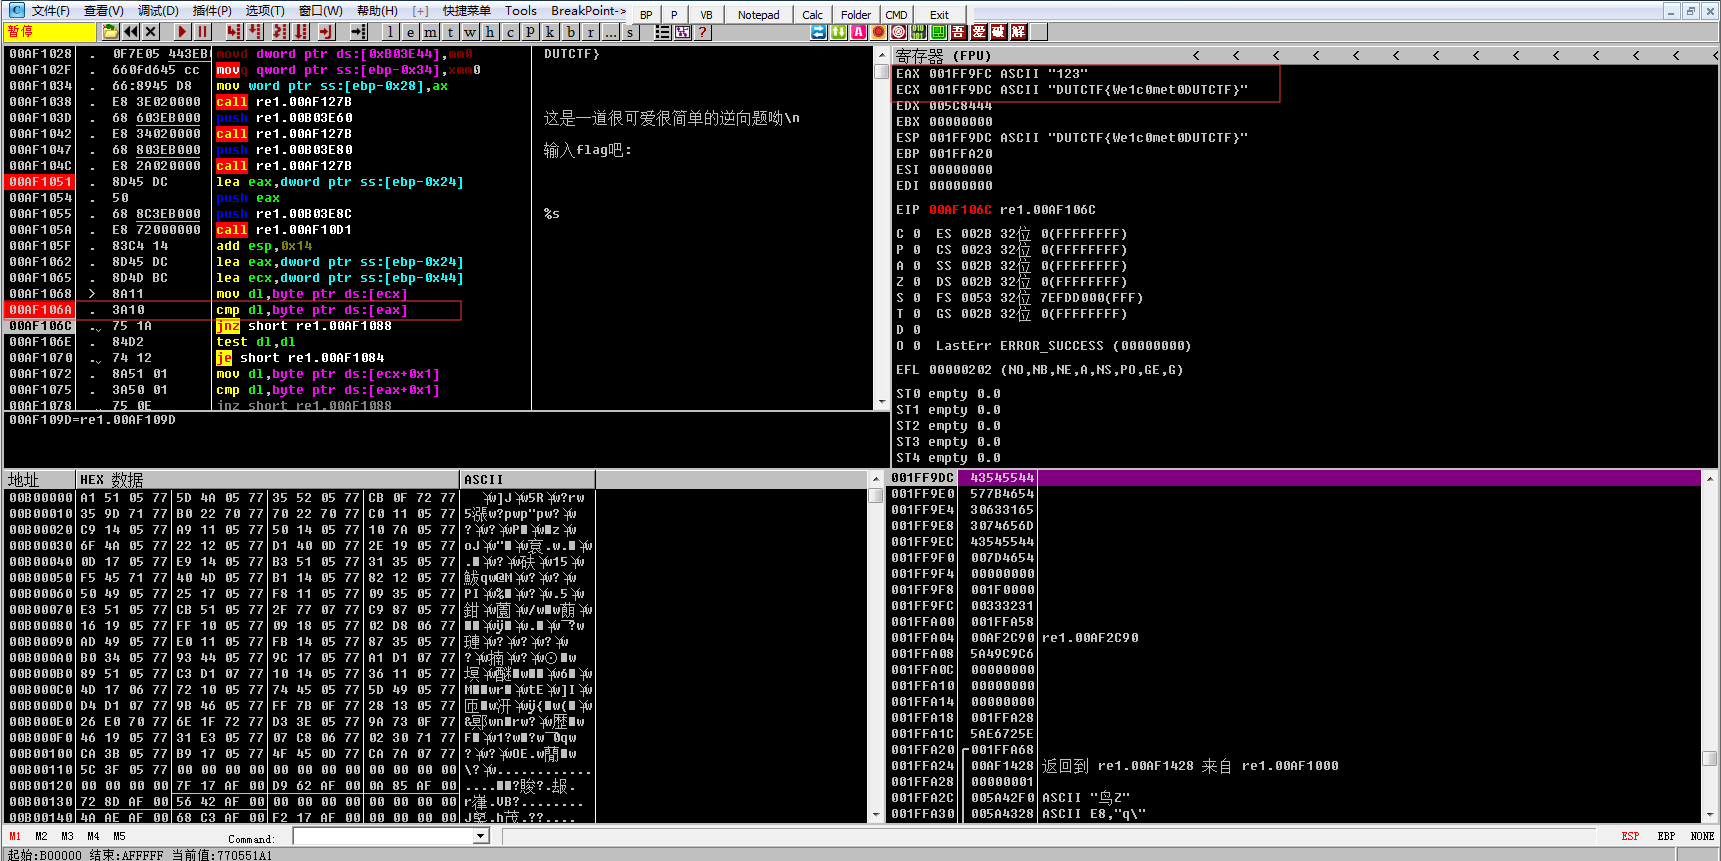 文件(F) 查看(V) 调试(D) 插件(P) 选项(T) 窗口(W) 帮助(H) [+] 快捷菜单 Tools BreakPoint-> BP P VB Notepad Calc Folder CMD Exit
暂停 l e m t w h c p k b r ... s ?
00AF1028 . 0F7E05 443EB movd dword ptr ds:[0xB03E44],mm0 DUTCTF}
00AF102F . 660fd645 cc movq qword ptr ss:[ebp-0x34],xmm0
00AF1034 . 66:8945 D8 mov word ptr ss:[ebp-0x28],ax
00AF1038 . E8 3E020000 call re1.00AF127B
00AF103D . 68 603EB000 push re1.00B03E60 这是一道很可爱很简单的逆向题呦\n
00AF1042 . E8 34020000 call re1.00AF127B
00AF1047 . 68 803EB000 push re1.00B03E80 输入flag吧:
00AF104C . E8 2A020000 call re1.00AF127B
00AF1051 . 8D45 DC lea eax,dword ptr ss:[ebp-0x24]
00AF1054 . 50 push eax
00AF1055 . 68 8C3EB000 push re1.00B03E8C %s
00AF105A . E8 72000000 call re1.00AF10D1
00AF105F . 83C4 14 add esp,0x14
00AF1062 . 8D45 DC lea eax,dword ptr ss:[ebp-0x24]
00AF1065 . 8D4D BC lea ecx,dword ptr ss:[ebp-0x44]
00AF1068 > 8A11 mov dl,byte ptr ds:[ecx]
00AF106A . 3A10 cmp dl,byte ptr ds:[eax]
00AF106C . 75 1A jnz short re1.00AF1088
00AF106E . 84D2 test dl,dl
00AF1070 . 74 12 je short re1.00AF1084
00AF1072 . 8A51 01 mov dl,byte ptr ds:[ecx+0x1]
00AF1075 . 3A50 01 cmp dl,byte ptr ds:[eax+0x1]
00AF1078 . 75 0E jnz short re1.00AF1088
00AF109D=re1.00AF109D
寄存器 (FPU) < < < < < < < < < < < < < <
EAX 001FF9FC ASCII "123"
ECX 001FF9DC ASCII "DUTCTF{We1c0met0DUTCTF}"
EDX 005C8444
EBX 00000000
ESP 001FF9DC ASCII "DUTCTF{We1c0met0DUTCTF}"
EBP 001FFA20
ESI 00000000
EDI 00000000
EIP 00AF106C re1.00AF106C
C 0 ES 002B 32位 0(FFFFFFFF)
P 0 CS 0023 32位 0(FFFFFFFF)
A 0 SS 002B 32位 0(FFFFFFFF)
Z 0 DS 002B 32位 0(FFFFFFFF)
S 0 FS 0053 32位 7EFDD000(FFF)
T 0 GS 002B 32位 0(FFFFFFFF)
D 0
O 0 LastErr ERROR_SUCCESS (00000000)
EFL 00000202 (NO,NB,NE,A,NS,PO,GE,G)
ST0 empty 0.0
ST1 empty 0.0
ST2 empty 0.0
ST3 empty 0.0
ST4 empty 0.0
地址 HEX 数据 ASCII
00B00000 A1 51 05 77 5D 4A 05 77 35 52 05 77 CB 0F 72 77
00B00010 35 9D 71 77 B0 22 70 77 70 22 70 77 C0 11 05 77
00B00020 C9 14 05 77 A9 11 05 77 50 14 05 77 10 7A 05 77
00B00030 6F 4A 05 77 22 12 05 77 D1 40 0D 77 2E 19 05 77
00B00040 0D 17 05 77 E9 14 05 77 B3 51 05 77 31 35 05 77
00B00050 F5 45 71 77 40 4D 05 77 B1 14 05 77 82 12 05 77
00B00060 50 49 05 77 25 17 05 77 F8 11 05 77 09 35 05 77
00B00070 E3 51 05 77 CB 51 05 77 2F 77 07 77 C9 87 05 77
00B00080 16 19 05 77 FF 10 05 77 09 18 05 77 02 D8 06 77
00B00090 AD 49 05 77 E0 11 05 77 FB 14 05 77 87 35 05 77
00B000A0 B0 34 05 77 93 44 05 77 9C 17 05 77 A1 D1 07 77
00B000B0 89 51 05 77 C3 D1 07 77 10 14 05 77 36 11 05 77
00B000C0 4D 17 06 77 72 10 05 77 74 45 05 77 5D 49 05 77
00B000D0 D4 D1 07 77 9B 46 05 77 FF 7B 0F 77 28 13 05 77
00B000E0 26 E0 70 77 6E 1F 72 77 D3 3E 05 77 9A 73 0F 77
00B000F0 46 19 05 77 31 E3 05 77 07 C8 06 77 02 30 71 77
00B00100 CA 3B 05 77 B9 17 05 77 4F 45 0D 77 CA 7A 07 77
00B00110 5C 3F 05 77 00 00 00 00 00 00 00 00 00 00 00 00
00B00120 00 00 00 00 7F 17 AF 00 D9 62 AF 00 0A 85 AF 00
00B00130 72 8D AF 00 56 42 AF 00 00 00 00 00 00 00 00 00
00B00140 4A AE AF 00 68 C3 AF 00 F2 17 AF 00 00 00 00 00
001FF9DC 43545544
001FF9E0 577B4654
001FF9E4 30633165
001FF9E8 3074656D
001FF9EC 43545544
001FF9F0 007D4654
001FF9F4 00000000
001FF9F8 001F0000
001FF9FC 00333231
001FFA00 001FFA58
001FFA04 00AF2C90 re1.00AF2C90
001FFA08 5A49C9C6
001FFA0C 00000000
001FFA10 00000000
001FFA14 00000000
001FFA18 001FFA28
001FFA1C 5AE6725E
001FFA20 001FFA68
001FFA24 00AF1428 返回到 re1.00AF1428 来自 re1.00AF1000
001FFA28 00000001
001FFA2C 005A42F0 ASCII "鸟Z"
001FFA30 005A4328 ASCII E8,"q\"
M1 M2 M3 M4 M5 Command: ESP EBP NONE
起始:B00000 结束:AFFFFF 当前值:770551A1